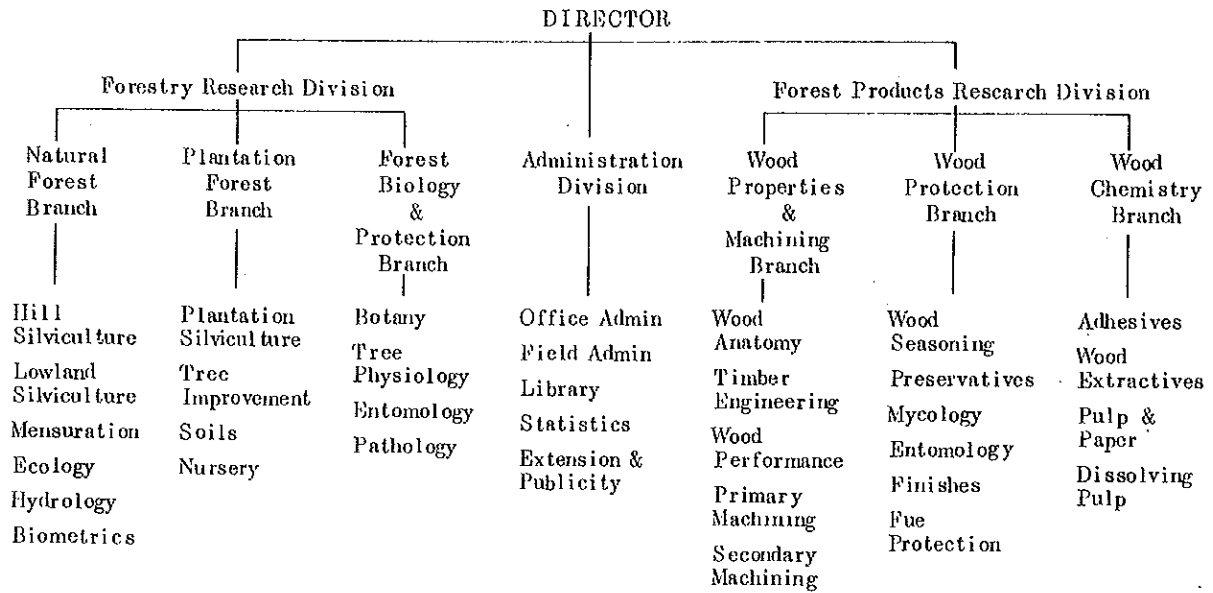 DIRECTOR
Forestry Research Division
Forest Products Research Division
Natural
Forest
Branch
Plantation
Forest
Branch
Forest
Biology
&
Protection
Branch
Administration
Division
Wood
Properties
&
Machining
Branch
Wood
Protection
Branch
Wood
Chemistry
Branch
Hill
Silviculture
Lowland
Silviculture
Mensuration
Ecology
Hydrology
Biometrics
Plantation
Silviculture
Tree
Improvement
Soils
Nursery
Botany
Tree
Physiology
Entomology
Pathology
Office Admin
Field Admin
Library
Statistics
Extension &
Publicity
Wood
Anatomy
Timber
Engineering
Wood
Performance
Primary
Machining
Secondary
Machining
Wood
Seasoning
Preservatives
Mycology
Entomology
Finishes
Fue
Protection
Adhesives
Wood
Extractives
Pulp &
Paper
Dissolving
Pulp